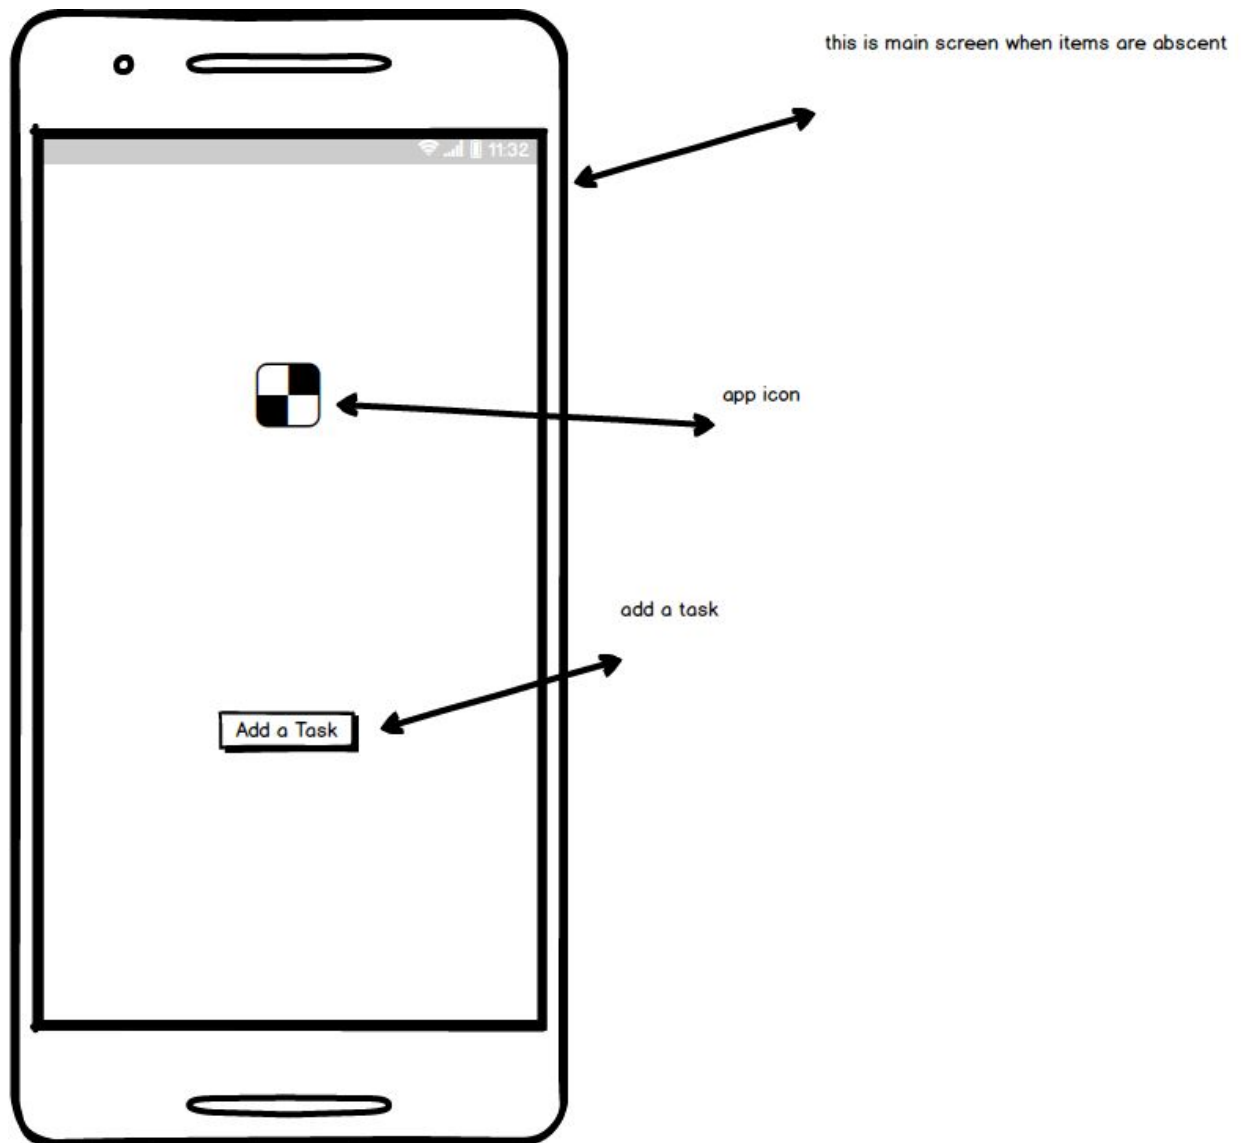 this is main screen when items are abscent
11:32
app icon
add a task
Add a Task